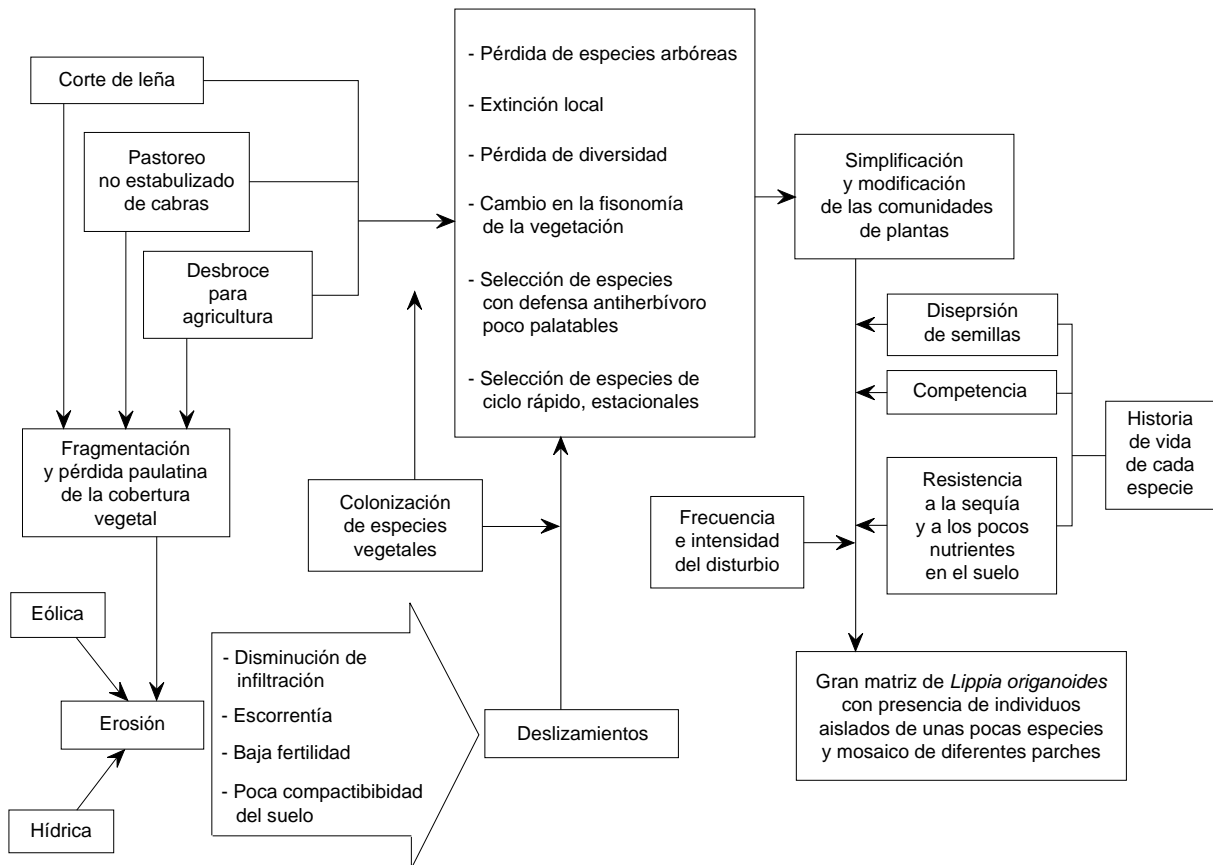 Corte de leña
Pastoreo
no estabulizado
de cabras
Desbroce
para
agricultura
Fragmentación
y pérdida paulatina
de la cobertura
vegetal
Eólica
Erosión
Hídrica
- Disminución de
infiltración
- Escorrentía
- Baja fertilidad
- Poca compactibibidad
del suelo
Deslizamientos
Colonización
de especies
vegetales
- Pérdida de especies arbóreas
- Extinción local
- Pérdida de diversidad
- Cambio en la fisonomía
de la vegetación
- Selección de especies
con defensa antiherbívoro
poco palatables
- Selección de especies de
ciclo rápido, estacionales
Simplificación
y modificación
de las comunidades
de plantas
Diseprsión
de semillas
Competencia
Resistencia
a la sequía
y a los pocos
nutrientes
en el suelo
Historia
de vida
de cada
especie
Frecuencia
e intensidad
del disturbio
Gran matriz de Lippia origanoides
con presencia de individuos
aislados de unas pocas especies
y mosaico de diferentes parches